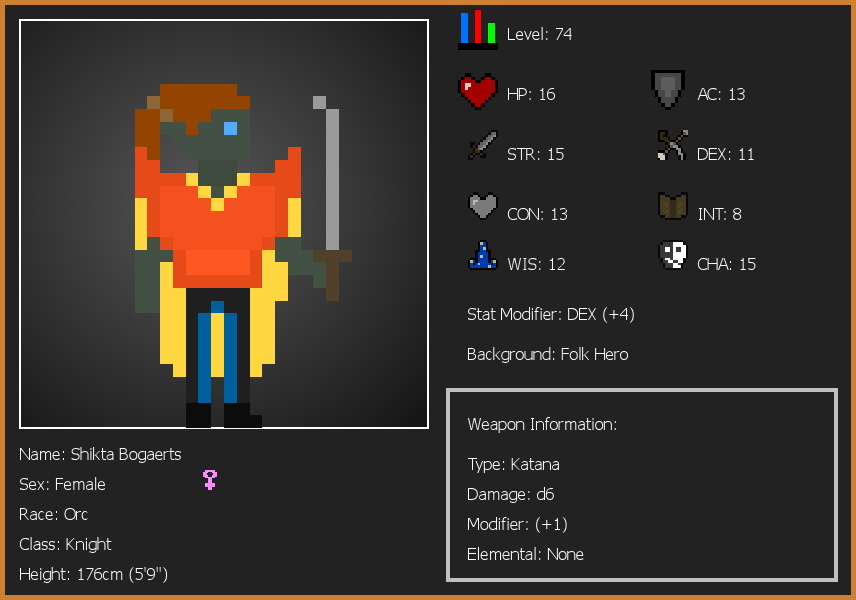 Level: 74
HP: 16
AC: 13
STR: 15
DEX: 11
CON: 13
INT: 8
WIS: 12
CHA: 15
Stat Modifier: DEX (+4)
Background: Folk Hero
Weapon Information:
Type: Katana
Damage: d6
Modifier: (+1)
Elemental: None
Name: Shikta Bogaerts
Sex: Female
Race: Orc
Class: Knight
Height: 176cm (5'9")